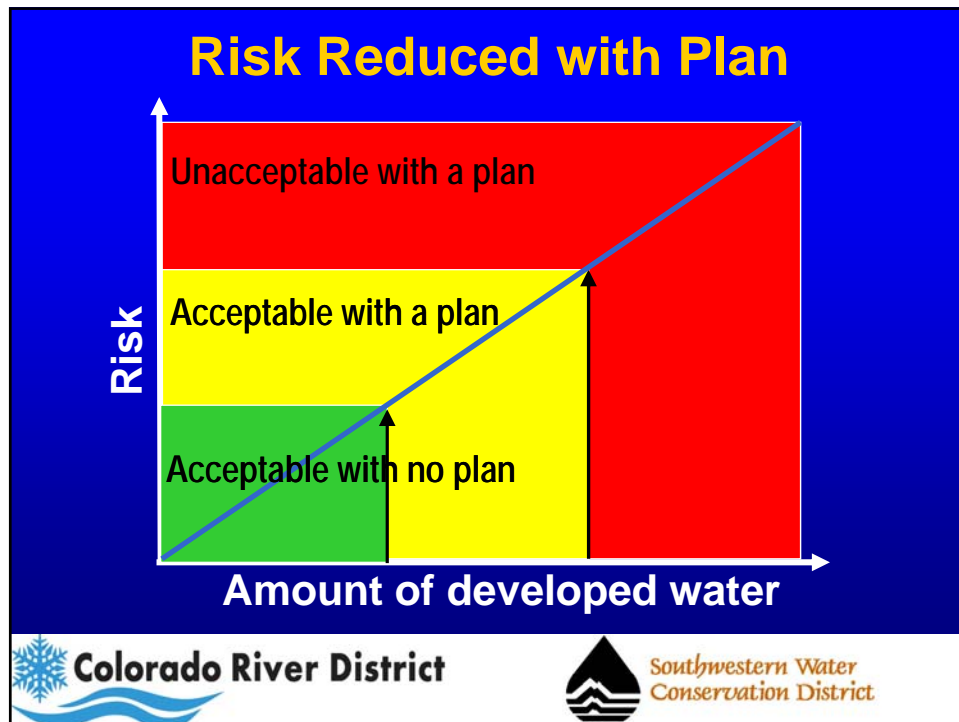 Risk Reduced with Plan
Unacceptable with a plan
Acceptable with a plan
Risk
Acceptable with no plan
Amount of developed water
Colorado River District
Southwestern Water
Conservation District